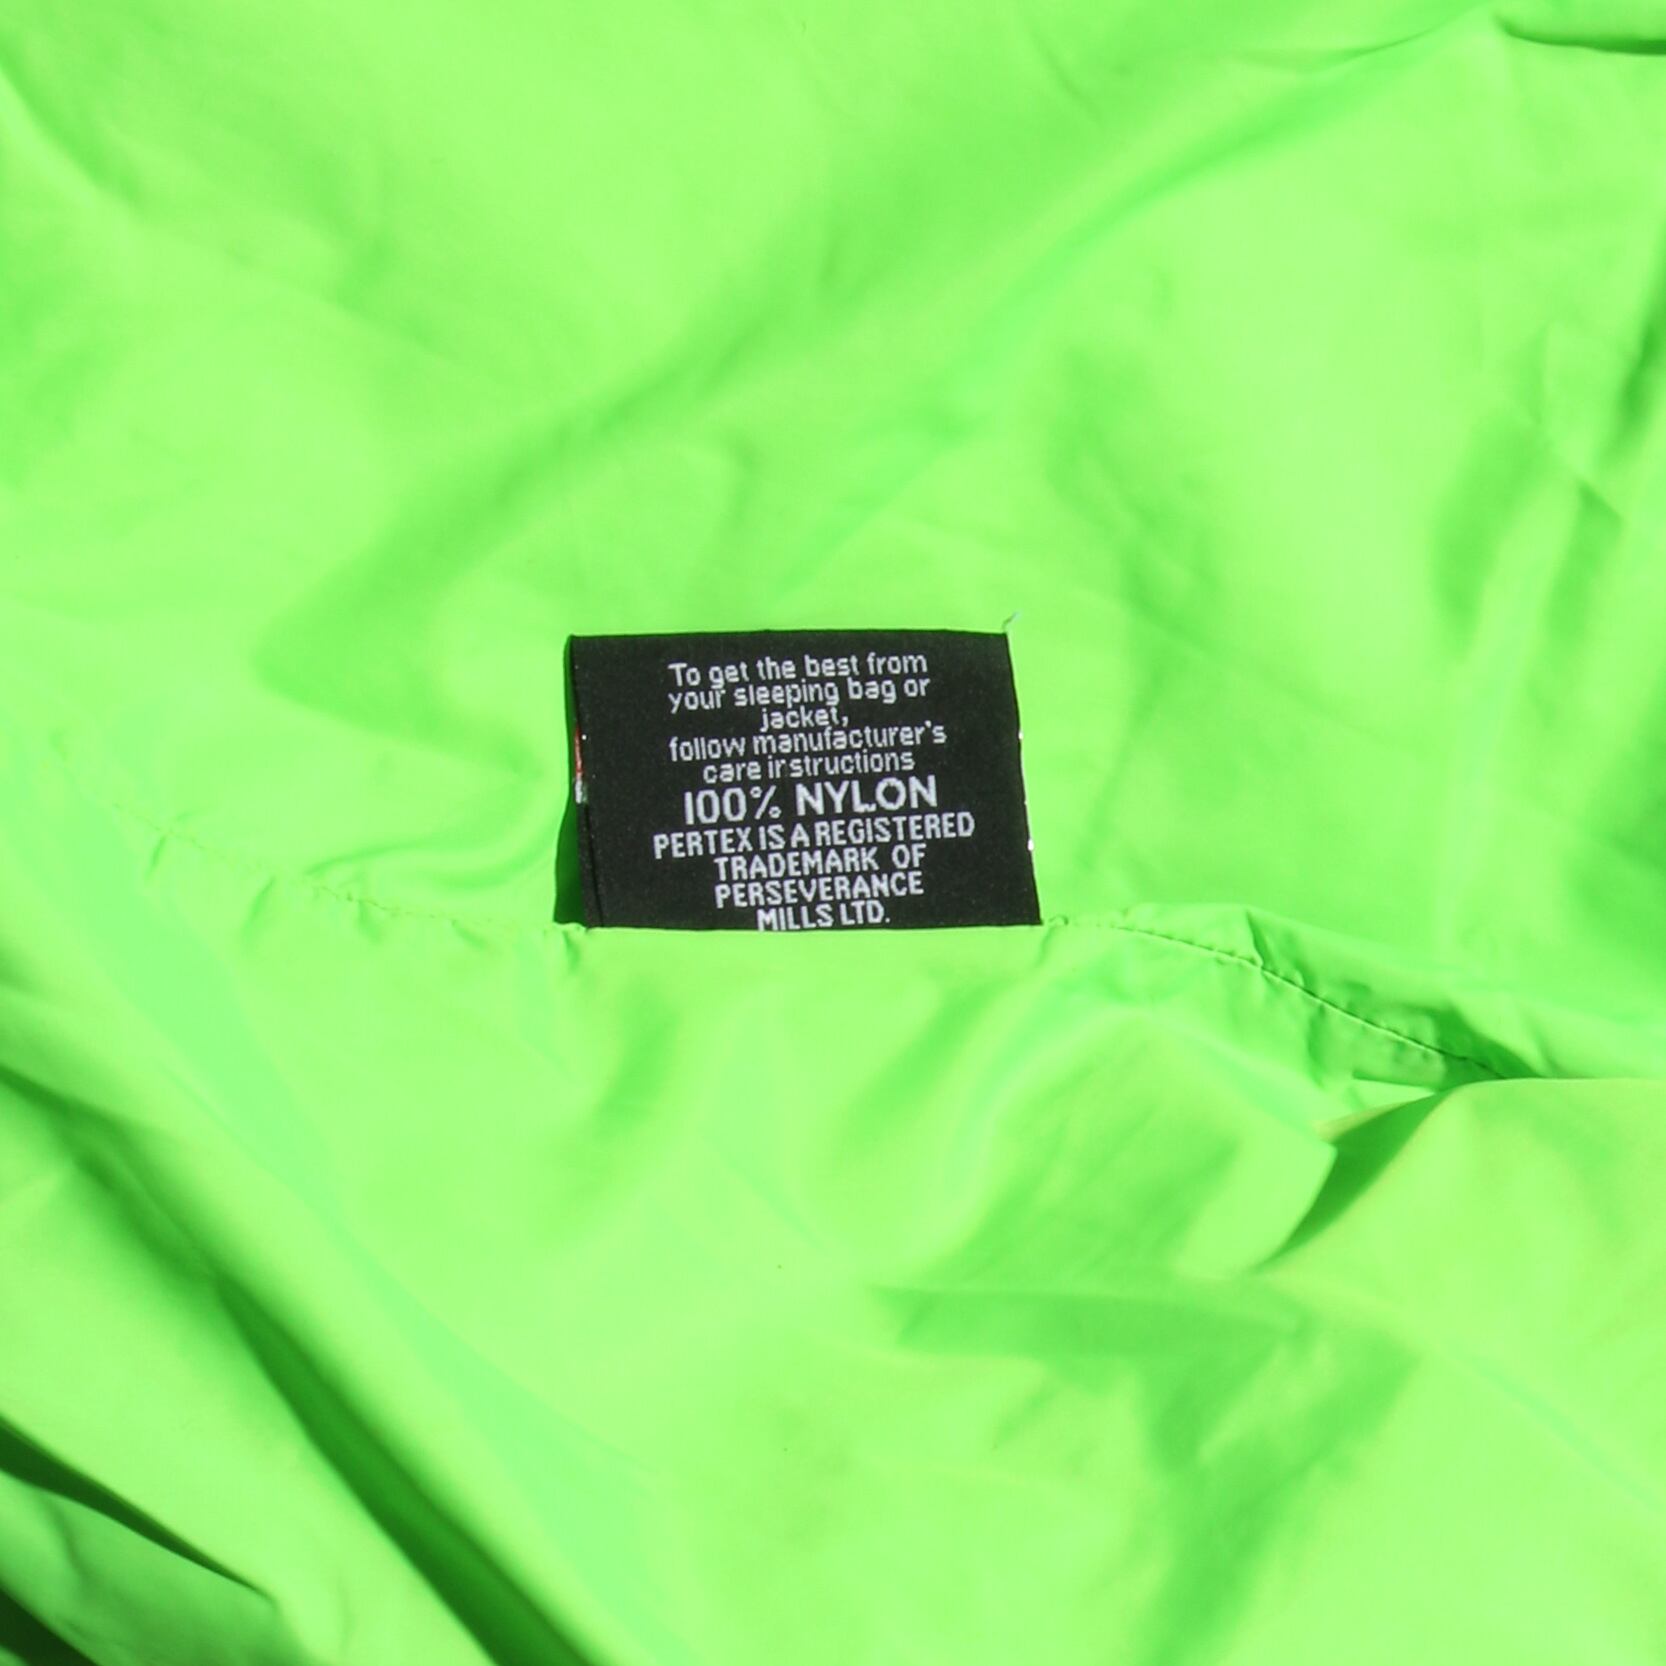 To get the best from
your sleeping bag or
jacket,
follow manufacturer's
care instructions
100% NYLON
PERTEX IS A REGISTERED
TRADEMARK OF
PERSEVERANCE
MILLS LTD.